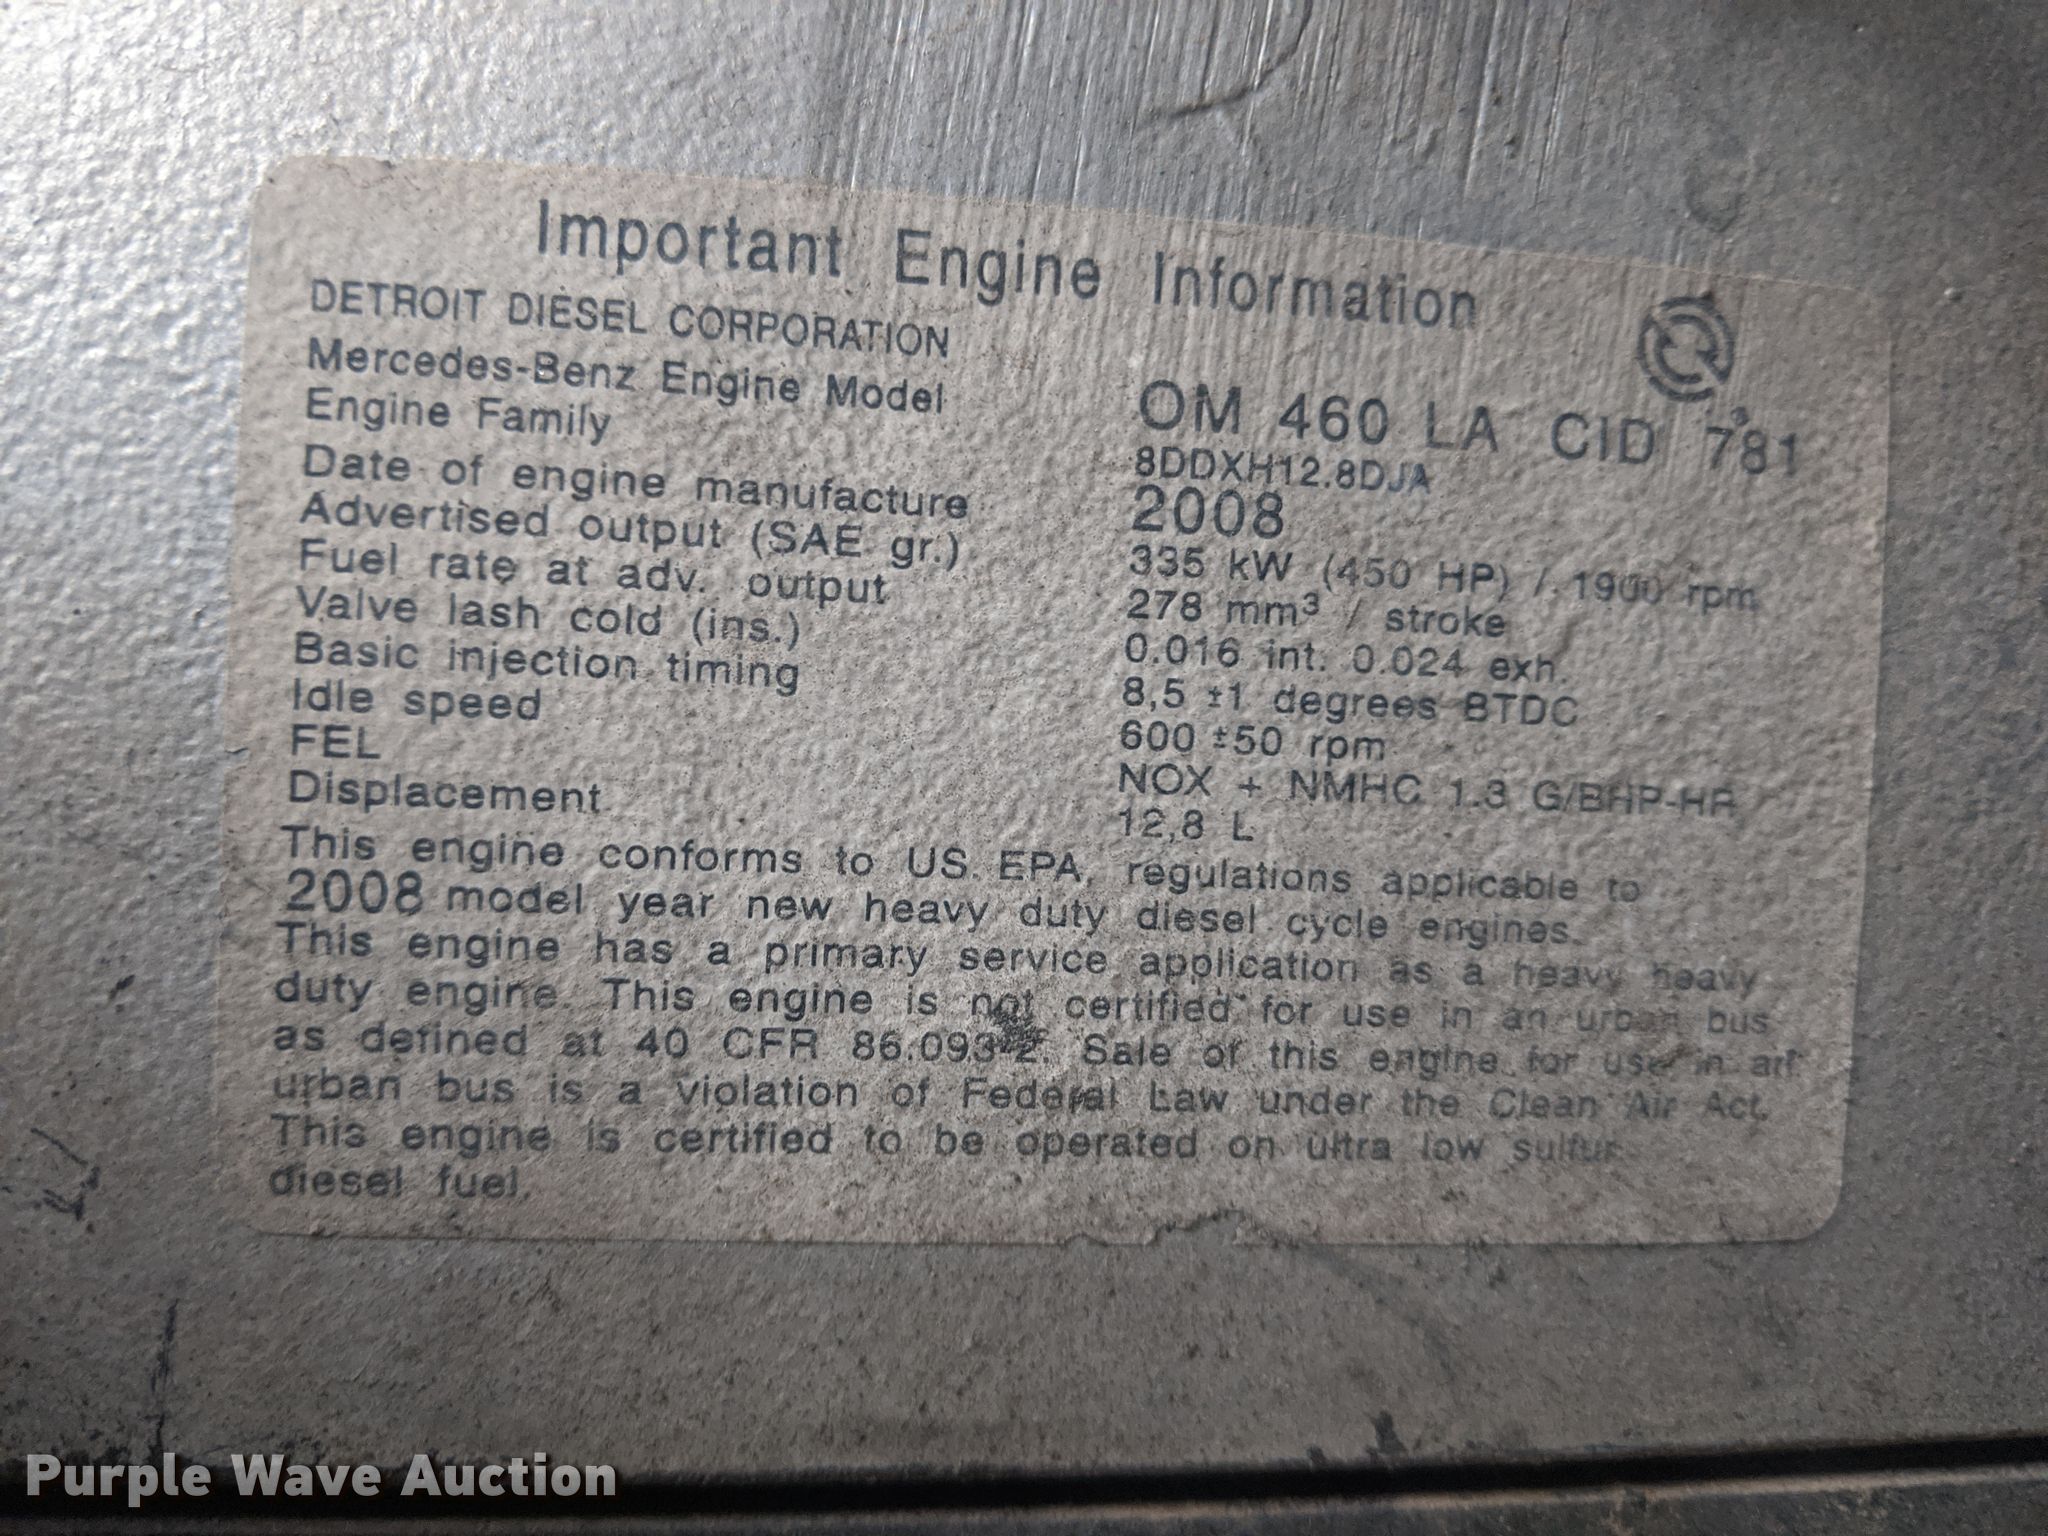 Important Engine Information
DETROIT DIESEL CORPORATION
Mercedes-Benz Engine Model OM 460 LA CID 781
Engine Family 8DDXH12.8DJA
Date of engine manufacture 2008
Advertised output (SAE gr.) 335 kW (450 HP) / 1900 rpm
Fuel rate at adv. output 278 mm³ / stroke
Valve lash cold (ins.) 0.016 int. 0.024 exh.
Basic injection timing 8,5 ±1 degrees BTDC
Idle speed 600 ±50 rpm
FEL NOX + NMHC 1.3 G/BHP-HR
Displacement 12,8 L
This engine conforms to US EPA, regulations applicable to
2008 model year new heavy duty diesel cycle engines.
This engine has a primary service application as a heavy heavy
duty engine. This engine is not certified for use in an urban bus
as defined at 40 CFR 86.093-2. Sale of this engine for use in an
urban bus is a violation of Federal Law under the Clean Air Act.
This engine is certified to be operated on ultra low sulfur
diesel fuel.
Purple Wave Auction